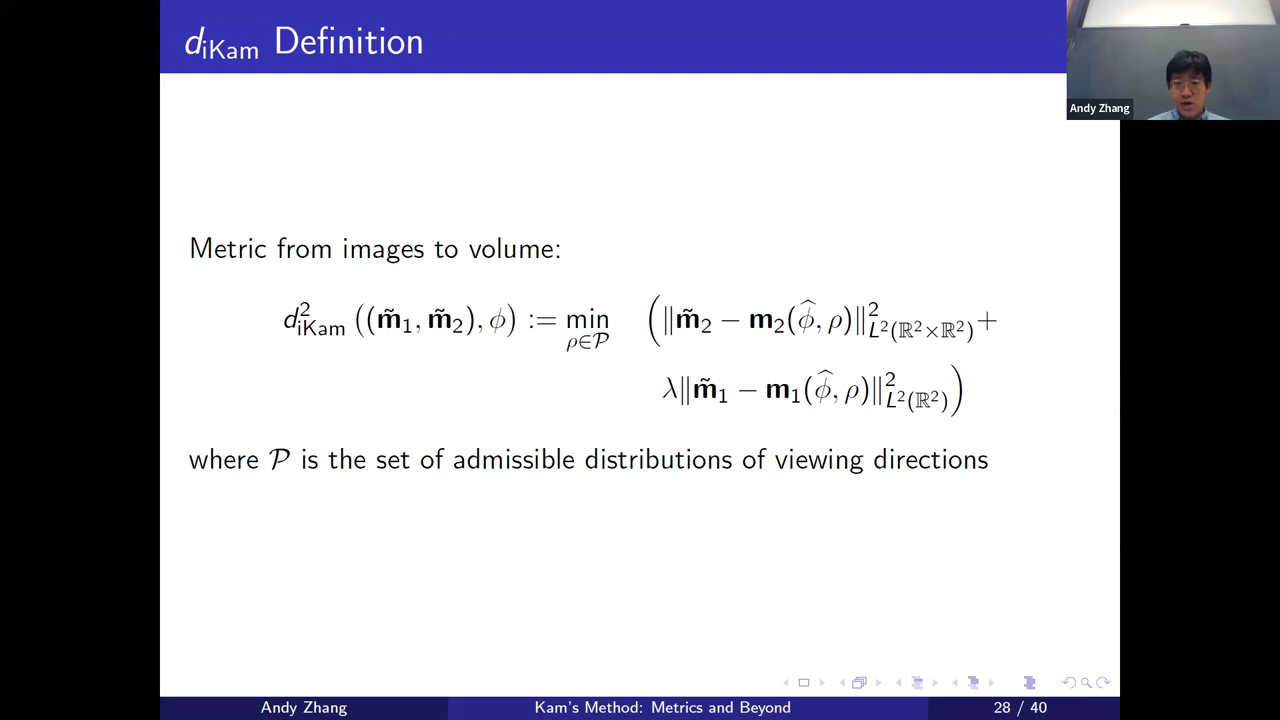 d_iKam Definition
Andy Zhang
Metric from images to volume:
d²_iKam ((m̃₁, m̃₂), ϕ) := min_{ρ∈𝒫} (‖m̃₂ − m₂(ϕ̂, ρ)‖²_{L²(ℝ²×ℝ²)} +
λ‖m̃₁ − m₁(ϕ̂, ρ)‖²_{L²(ℝ²)})
where 𝒫 is the set of admissible distributions of viewing directions
Andy Zhang Kam's Method: Metrics and Beyond 28 / 40